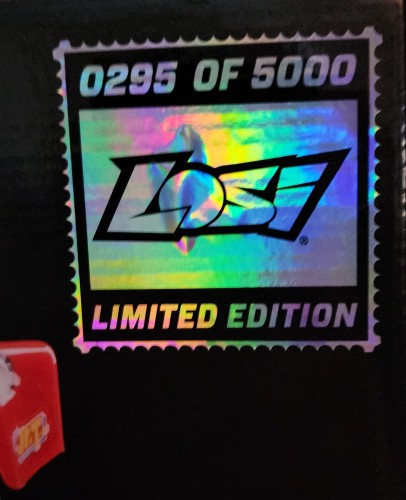 0295 OF 5000
LOSI
®
LIMITED EDITION